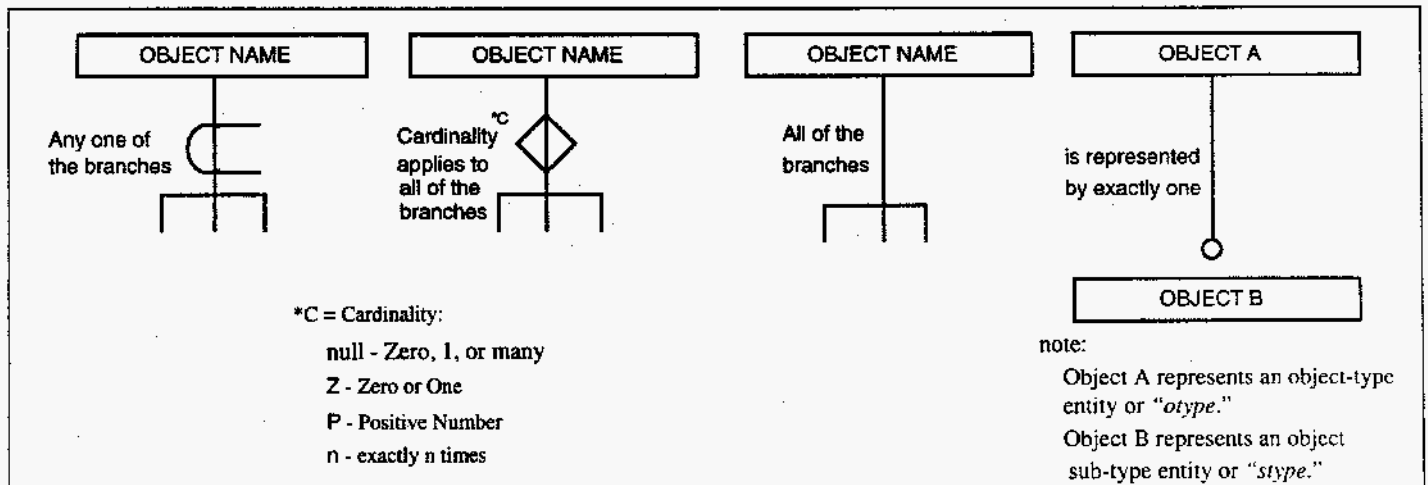 OBJECT NAME
Any one of
the branches
OBJECT NAME
*C
Cardinality
applies to
all of the
branches
OBJECT NAME
All of the
branches
OBJECT A
is represented
by exactly one
OBJECT B
*C = Cardinality:
null - Zero, 1, or many
Z - Zero or One
P - Positive Number
n - exactly n times
note:
Object A represents an object-type
entity or "otype."
Object B represents an object
sub-type entity or "stype."